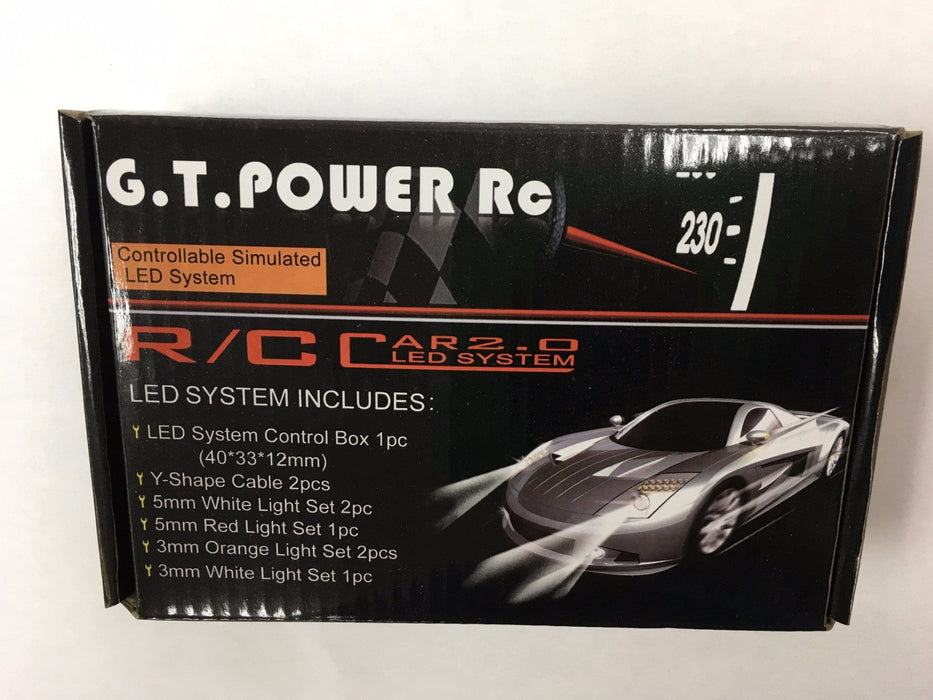 G.T.POWER Rc
230
Controllable Simulated
LED System
R/C CAR2.0
LED SYSTEM
LED SYSTEM INCLUDES:
LED System Control Box 1pc
(40*33*12mm)
Y-Shape Cable 2pcs
5mm White Light Set 2pc
5mm Red Light Set 1pc
3mm Orange Light Set 2pcs
3mm White Light Set 1pc